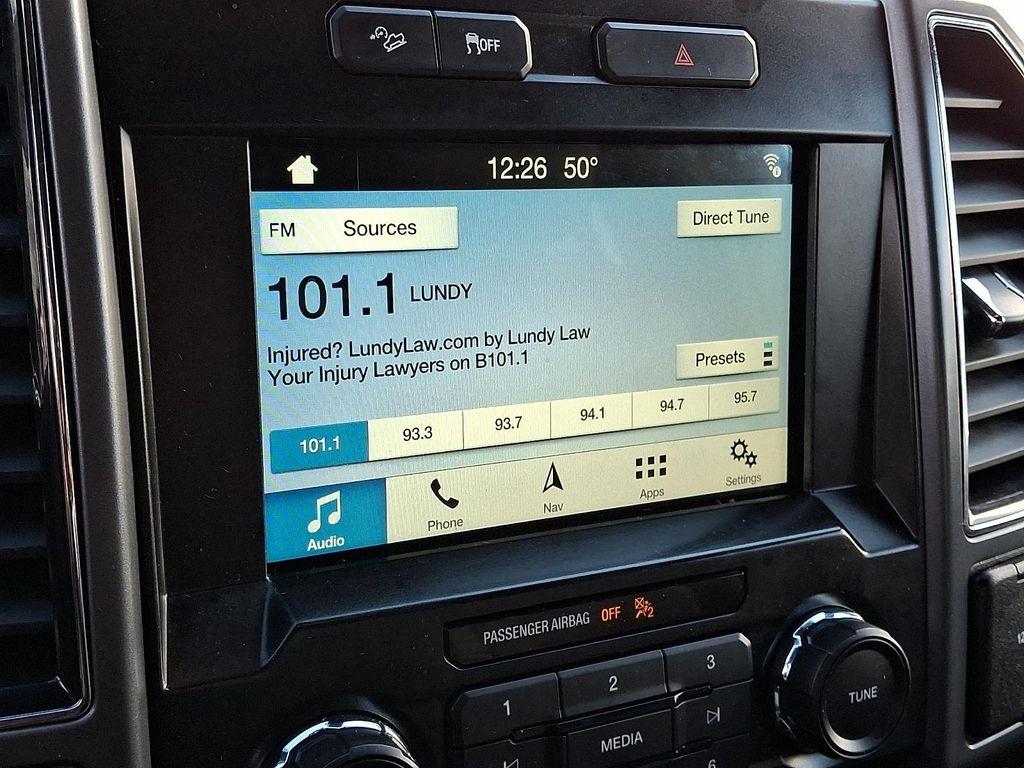 OFF
12:26 50°
FM Sources
Direct Tune
101.1 LUNDY
Injured? LundyLaw.com by Lundy Law
Your Injury Lawyers on B101.1
Presets
101.1 93.3 93.7 94.1 94.7 95.7
Audio Phone Nav Apps Settings
PASSENGER AIRBAG OFF 2
1 2 3
MEDIA
TUNE
6